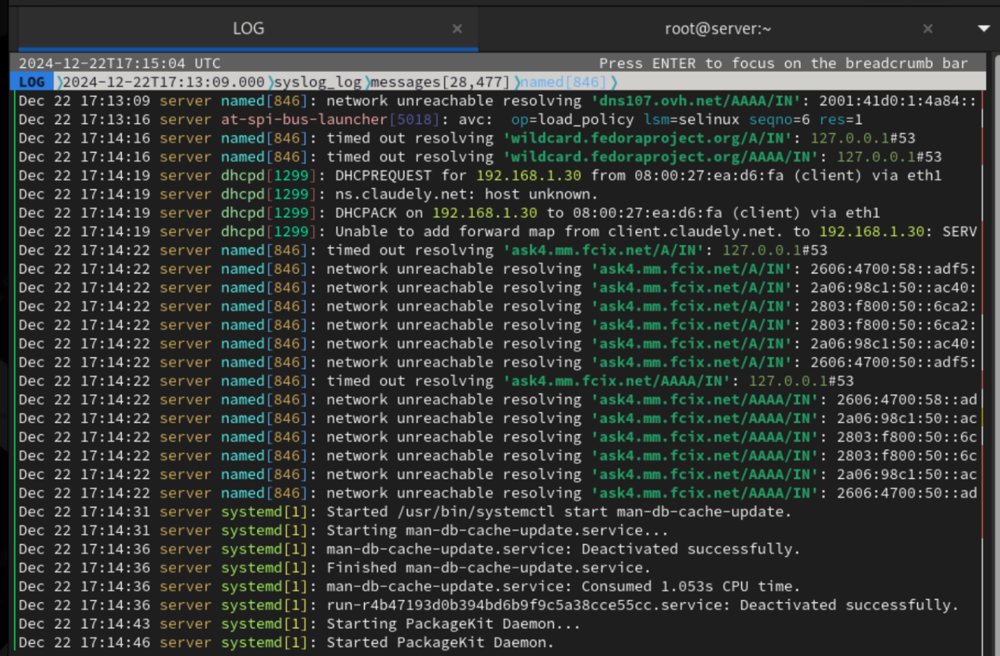 LOG × root@server:~ ×
2024-12-22T17:15:04 UTC Press ENTER to focus on the breadcrumb bar
LOG ⟩2024-12-22T17:13:09.000⟩syslog_log⟩messages[28,477]⟩named[846]⟩
Dec 22 17:13:09 server named[846]: network unreachable resolving 'dns107.ovh.net/AAAA/IN': 2001:41d0:1:4a84::
Dec 22 17:13:16 server at-spi-bus-launcher[5018]: avc:  op=load_policy lsm=selinux seqno=6 res=1
Dec 22 17:14:16 server named[846]: timed out resolving 'wildcard.fedoraproject.org/A/IN': 127.0.0.1#53
Dec 22 17:14:16 server named[846]: timed out resolving 'wildcard.fedoraproject.org/AAAA/IN': 127.0.0.1#53
Dec 22 17:14:19 server dhcpd[1299]: DHCPREQUEST for 192.168.1.30 from 08:00:27:ea:d6:fa (client) via eth1
Dec 22 17:14:19 server dhcpd[1299]: ns.claudely.net: host unknown.
Dec 22 17:14:19 server dhcpd[1299]: DHCPACK on 192.168.1.30 to 08:00:27:ea:d6:fa (client) via eth1
Dec 22 17:14:19 server dhcpd[1299]: Unable to add forward map from client.claudely.net. to 192.168.1.30: SERV
Dec 22 17:14:22 server named[846]: timed out resolving 'ask4.mm.fcix.net/A/IN': 127.0.0.1#53
Dec 22 17:14:22 server named[846]: network unreachable resolving 'ask4.mm.fcix.net/A/IN': 2606:4700:58::adf5:
Dec 22 17:14:22 server named[846]: network unreachable resolving 'ask4.mm.fcix.net/A/IN': 2a06:98c1:50::ac40:
Dec 22 17:14:22 server named[846]: network unreachable resolving 'ask4.mm.fcix.net/A/IN': 2803:f800:50::6ca2:
Dec 22 17:14:22 server named[846]: network unreachable resolving 'ask4.mm.fcix.net/A/IN': 2803:f800:50::6ca2:
Dec 22 17:14:22 server named[846]: network unreachable resolving 'ask4.mm.fcix.net/A/IN': 2a06:98c1:50::ac40:
Dec 22 17:14:22 server named[846]: network unreachable resolving 'ask4.mm.fcix.net/A/IN': 2606:4700:50::adf5:
Dec 22 17:14:22 server named[846]: timed out resolving 'ask4.mm.fcix.net/AAAA/IN': 127.0.0.1#53
Dec 22 17:14:22 server named[846]: network unreachable resolving 'ask4.mm.fcix.net/AAAA/IN': 2606:4700:58::ad
Dec 22 17:14:22 server named[846]: network unreachable resolving 'ask4.mm.fcix.net/AAAA/IN': 2a06:98c1:50::ac
Dec 22 17:14:22 server named[846]: network unreachable resolving 'ask4.mm.fcix.net/AAAA/IN': 2803:f800:50::6c
Dec 22 17:14:22 server named[846]: network unreachable resolving 'ask4.mm.fcix.net/AAAA/IN': 2803:f800:50::6c
Dec 22 17:14:22 server named[846]: network unreachable resolving 'ask4.mm.fcix.net/AAAA/IN': 2a06:98c1:50::ac
Dec 22 17:14:22 server named[846]: network unreachable resolving 'ask4.mm.fcix.net/AAAA/IN': 2606:4700:50::ad
Dec 22 17:14:31 server systemd[1]: Started /usr/bin/systemctl start man-db-cache-update.
Dec 22 17:14:31 server systemd[1]: Starting man-db-cache-update.service...
Dec 22 17:14:36 server systemd[1]: man-db-cache-update.service: Deactivated successfully.
Dec 22 17:14:36 server systemd[1]: Finished man-db-cache-update.service.
Dec 22 17:14:36 server systemd[1]: man-db-cache-update.service: Consumed 1.053s CPU time.
Dec 22 17:14:36 server systemd[1]: run-r4b47193d0b394bd6b9f9c5a38cce55cc.service: Deactivated successfully.
Dec 22 17:14:43 server systemd[1]: Starting PackageKit Daemon...
Dec 22 17:14:46 server systemd[1]: Started PackageKit Daemon.